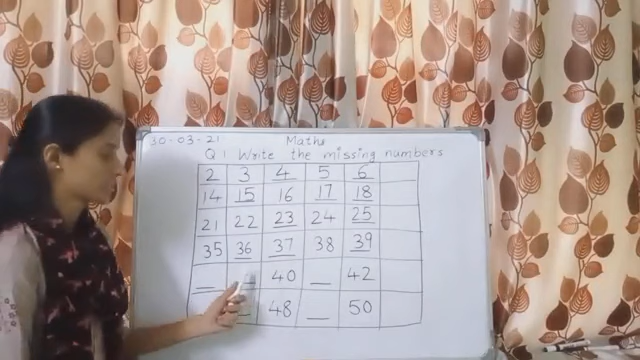 30-03-21 Maths
Q1 Write the missing numbers
2 3 4 5 6
14 15 16 17 18
21 22 23 24 25
35 36 37 38 39
_ _ 40 _ 42
_ 48 _ 50